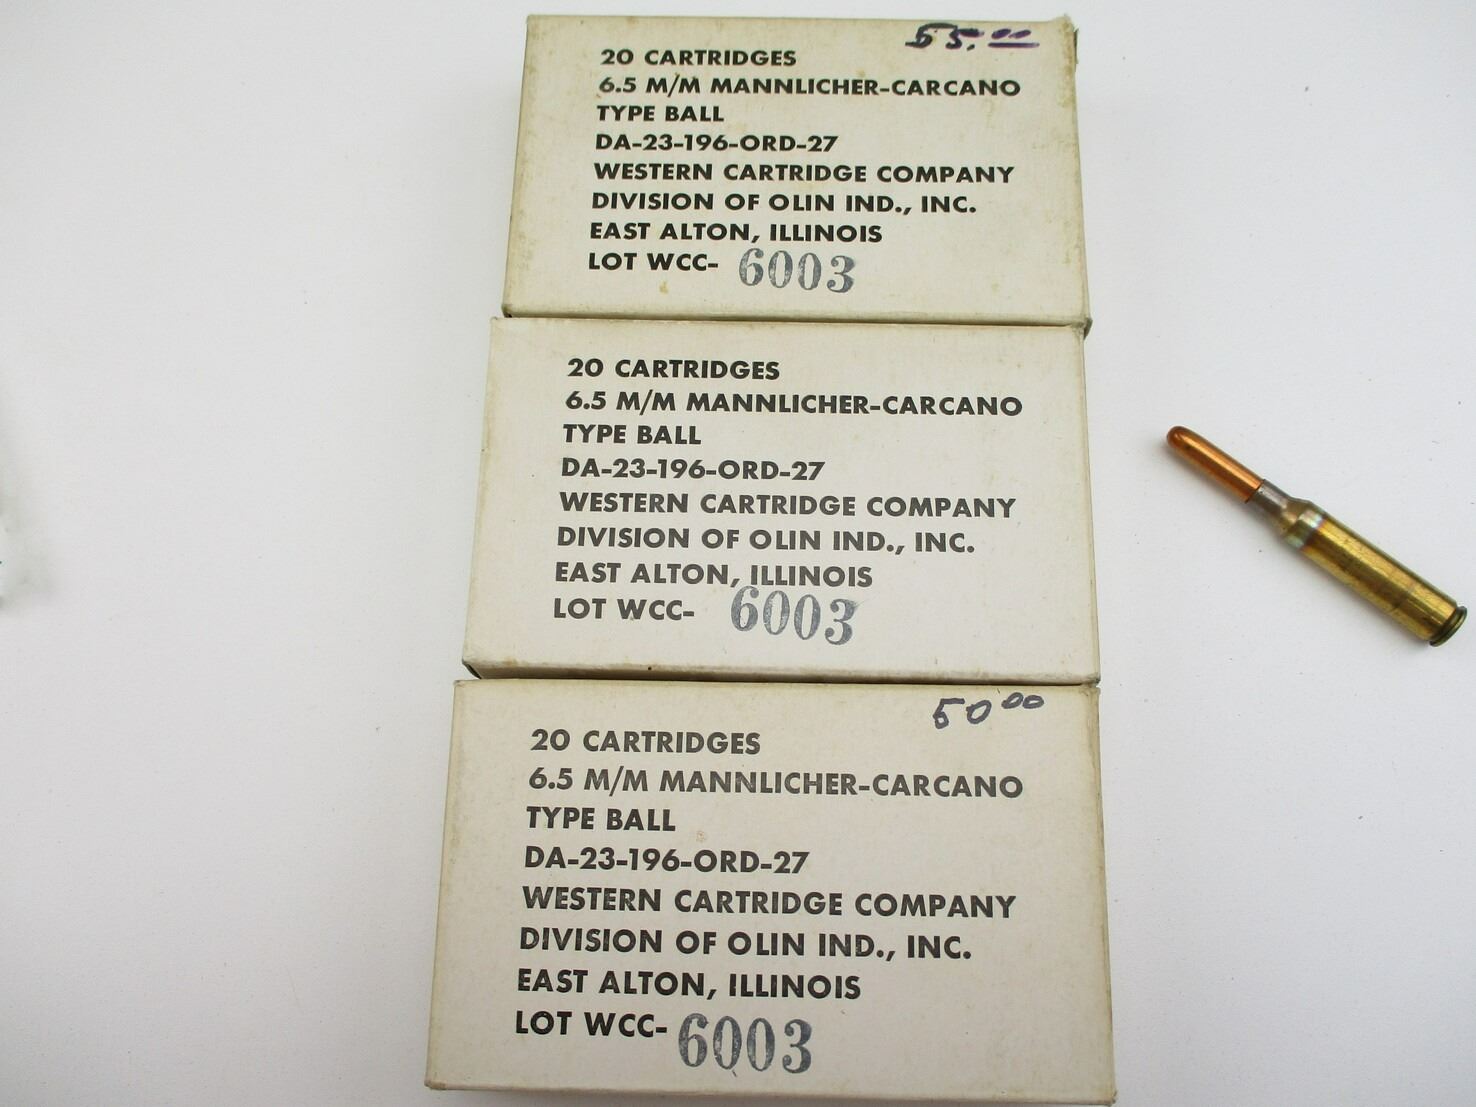 55.00
20 CARTRIDGES
6.5 M/M MANNLICHER-CARCANO
TYPE BALL
DA-23-196-ORD-27
WESTERN CARTRIDGE COMPANY
DIVISION OF OLIN IND., INC.
EAST ALTON, ILLINOIS
LOT WCC- 6003
20 CARTRIDGES
6.5 M/M MANNLICHER-CARCANO
TYPE BALL
DA-23-196-ORD-27
WESTERN CARTRIDGE COMPANY
DIVISION OF OLIN IND., INC.
EAST ALTON, ILLINOIS
LOT WCC- 6003
50 00
20 CARTRIDGES
6.5 M/M MANNLICHER-CARCANO
TYPE BALL
DA-23-196-ORD-27
WESTERN CARTRIDGE COMPANY
DIVISION OF OLIN IND., INC.
EAST ALTON, ILLINOIS
LOT WCC- 6003